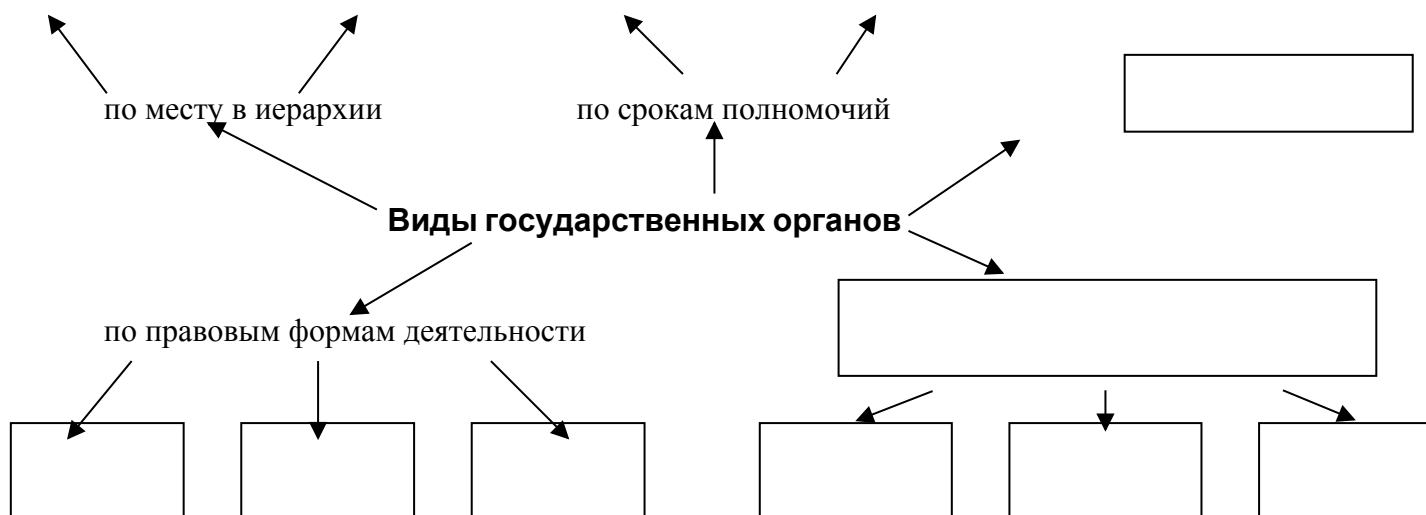 по месту в иерархии
по срокам полномочий
Виды государственных органов
по правовым формам деятельности